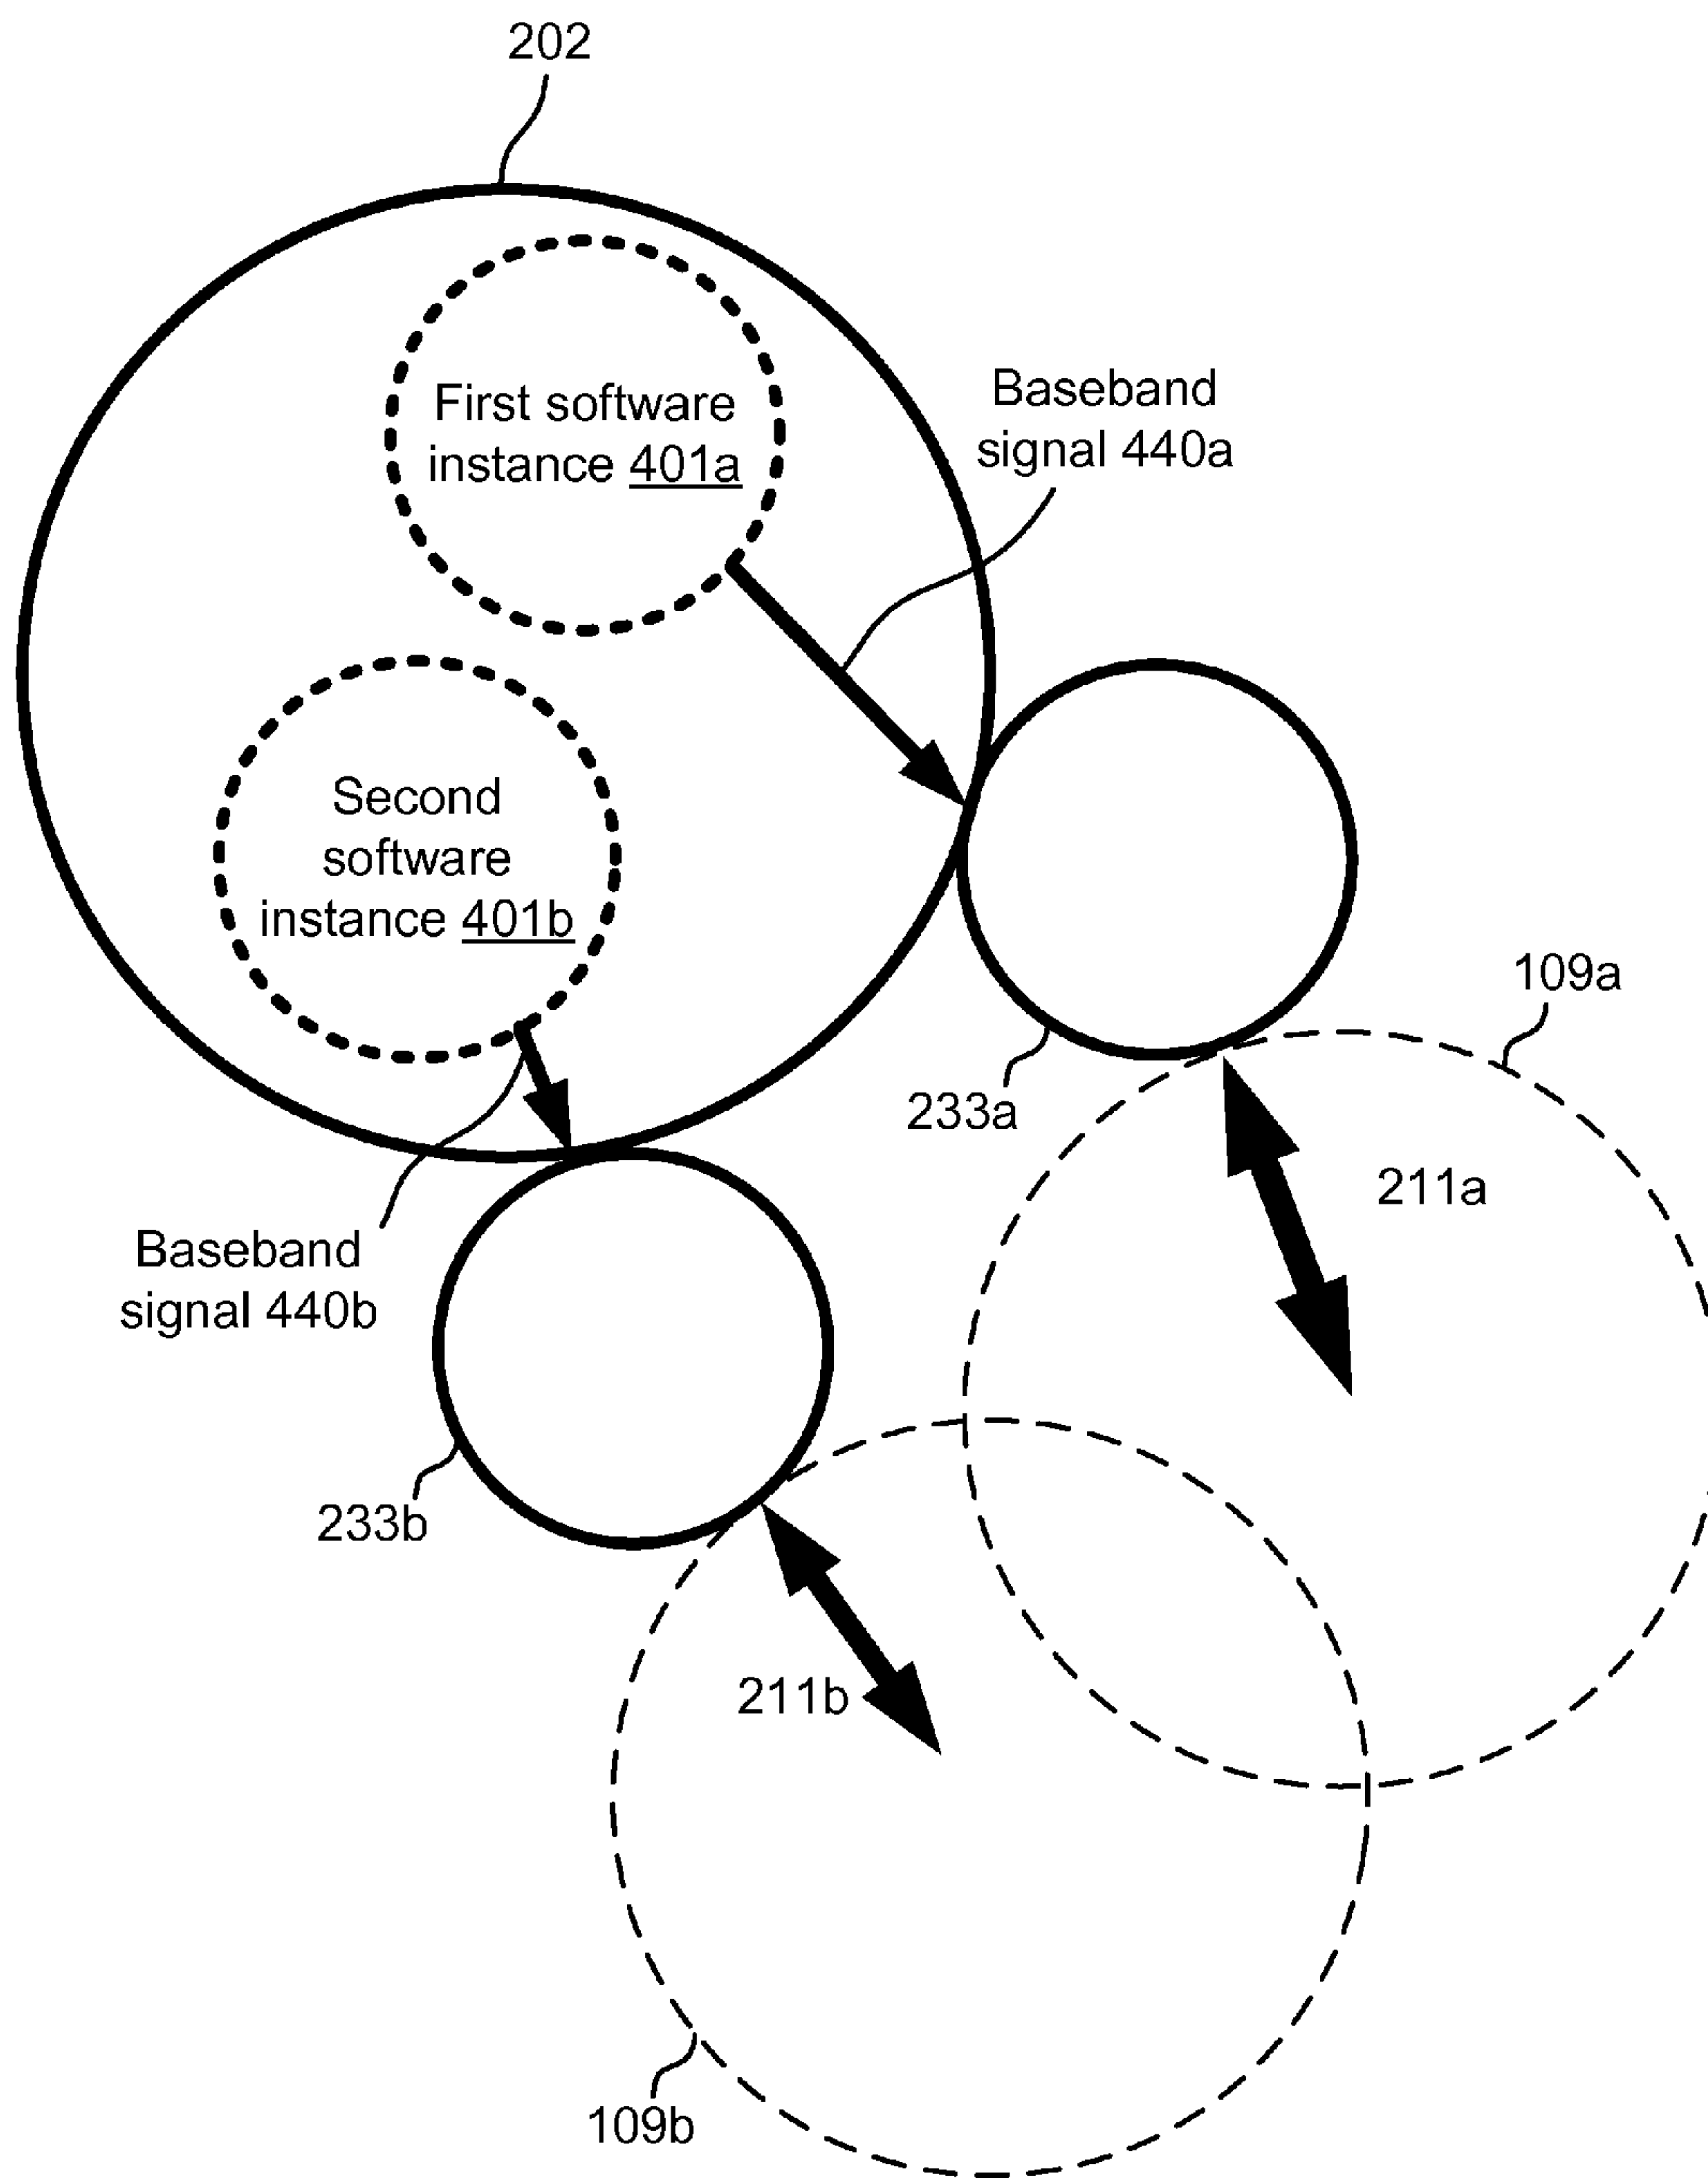 202
First software
instance 401a
Baseband
signal 440a
Second
software
instance 401b
109a
233a
211a
Baseband
signal 440b
233b
211b
109b